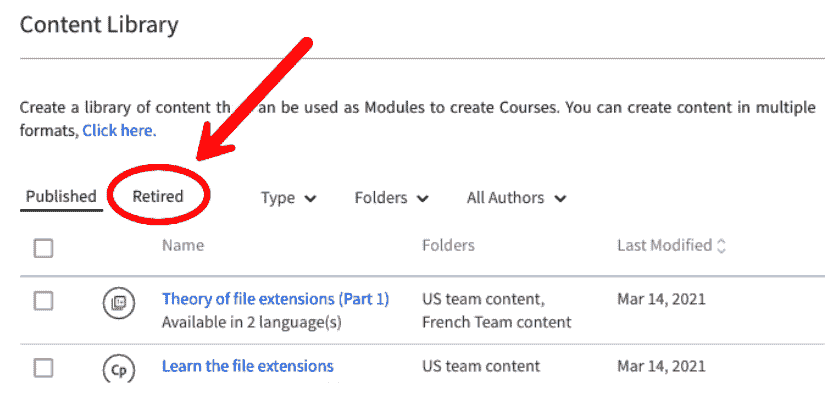 Content Library
Create a library of content th an be used as Modules to create Courses. You can create content in multiple
formats, Click here.
Published Retired Type Folders All Authors
Name Folders Last Modified
Theory of file extensions (Part 1) US team content, Mar 14, 2021
Available in 2 language(s) French Team content
Cp Learn the file extensions US team content Mar 14, 2021